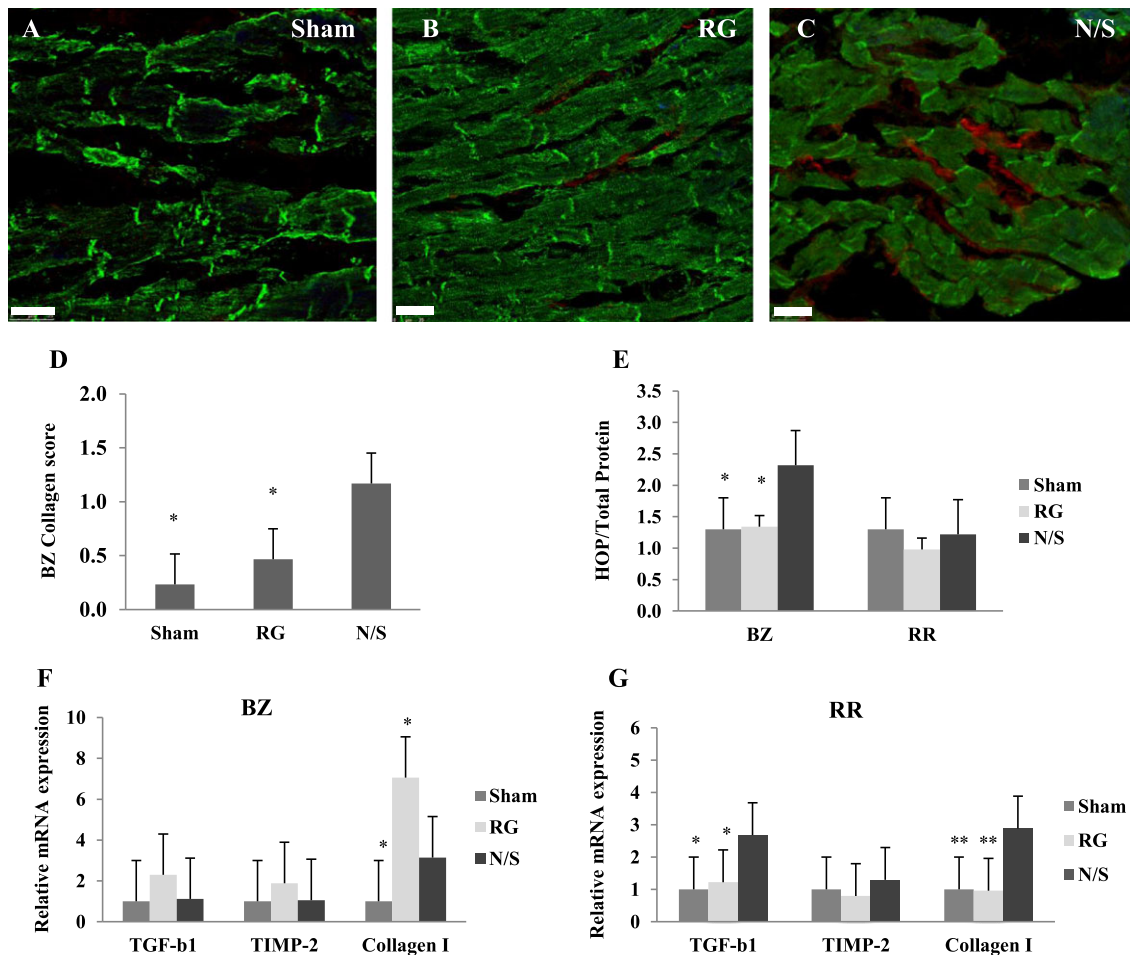 A Sham
B RG
C N/S
D
BZ Collagen score
2.0
1.5
1.0
0.5
0.0
*
*
Sham RG N/S
E
HOP/Total Protein
3.5
3.0
2.5
2.0
1.5
1.0
0.5
0.0
* *
BZ RR
Sham
RG
N/S
F
BZ
Relative mRNA expression
10
8
6
4
2
0
*
*
TGF-b1 TIMP-2 Collagen I
Sham
RG
N/S
G
RR
Relative mRNA expression
6
5
4
3
2
1
0
* * ** **
TGF-b1 TIMP-2 Collagen I
Sham
RG
N/S